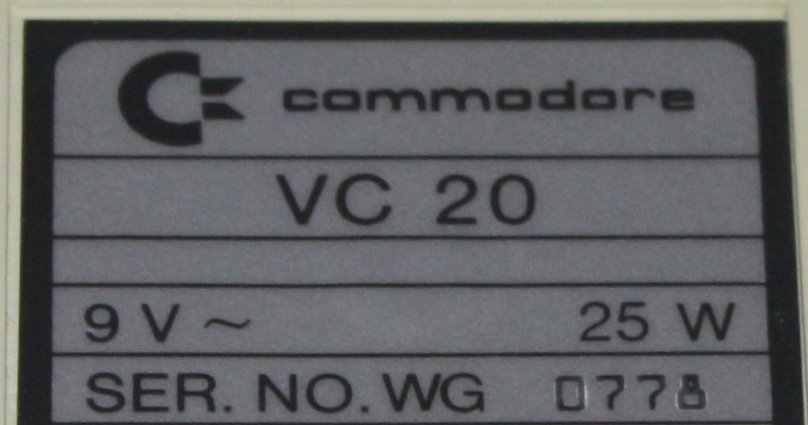 commodore
VC 20
9 V ~ 25 W
SER. NO. WG 0778